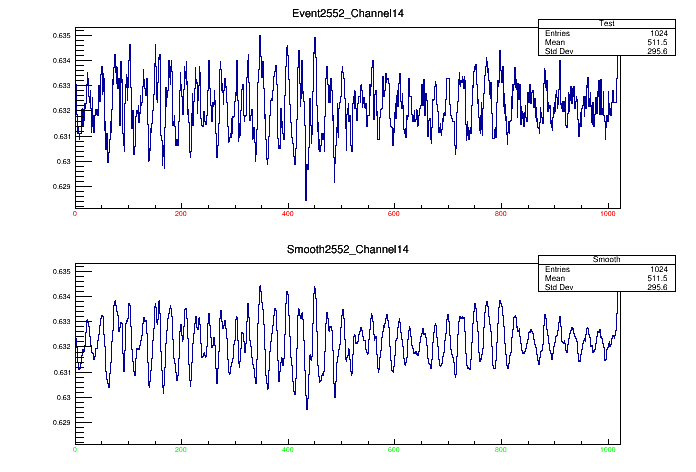 Event2552_Channel14
Test
Entries 1024
Mean 511.5
Std Dev 295.6
0.635
0.634
0.633
0.632
0.631
0.63
0.629
0 200 400 600 800 1000
Smooth2552_Channel14
Smooth
Entries 1024
Mean 511.5
Std Dev 295.6
0.635
0.634
0.633
0.632
0.631
0.63
0.629
0 200 400 600 800 1000